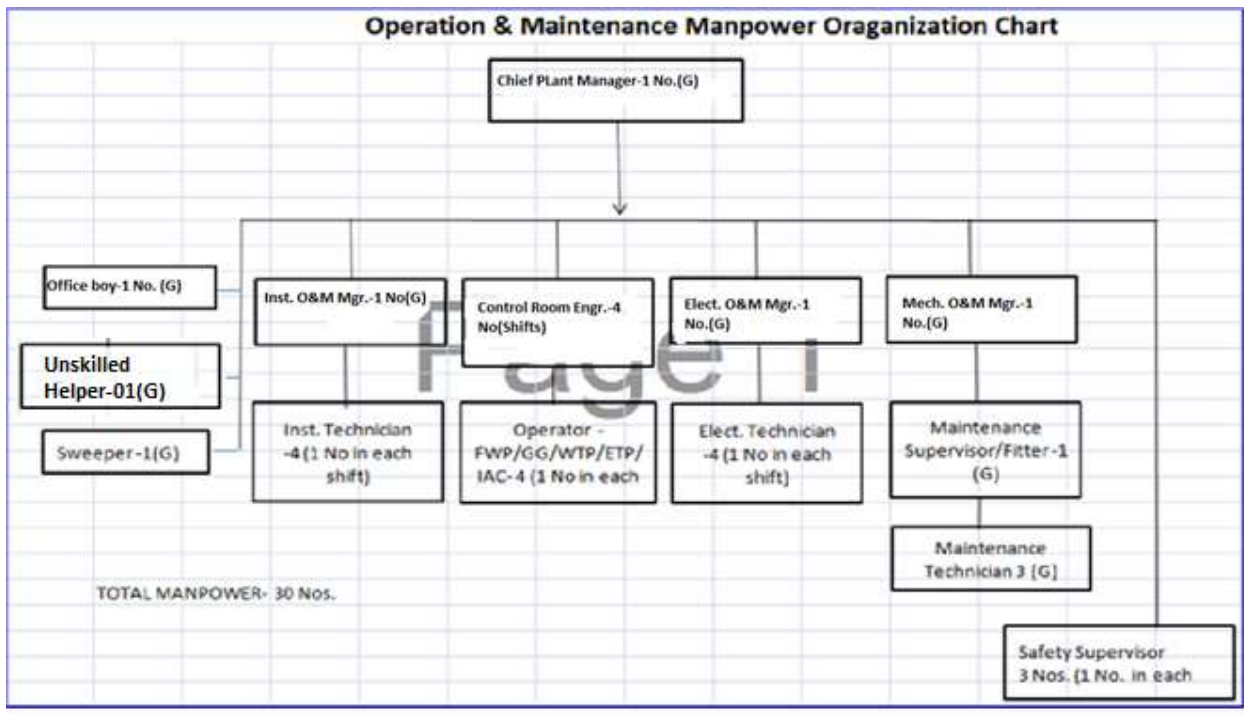 Operation & Maintenance Manpower Oraganization Chart
Chief PLant Manager-1 No.(G)
Office boy-1 No. (G)
Unskilled
Helper-01(G)
Sweeper-1(G)
Inst. O&M Mgr.-1 No(G)
Control Room Engr.-4
No(Shifts)
Elect. O&M Mgr.-1
No.(G)
Mech. O&M Mgr.-1
No.(G)
Page 1
Inst. Technician
-4 (1 No in each
shift)
Operator -
FWP/GG/WTP/ETP/
IAC-4 (1 No in each
Elect. Technician
-4 (1 No in each
shift)
Maintenance
Supervisor/Fitter-1
(G)
Maintenance
Technician 3 (G)
TOTAL MANPOWER- 30 Nos.
Safety Supervisor
3 Nos. (1 No. in each